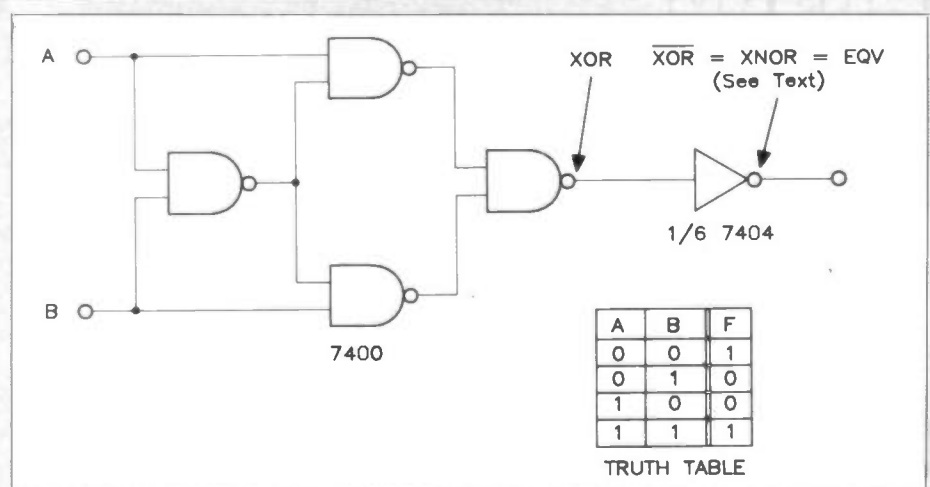 A
XOR
X̅O̅R̅ = XNOR = EQV
(See Text)
1/6 7404
B
7400
A B F
0 0 1
0 1 0
1 0 0
1 1 1
TRUTH TABLE